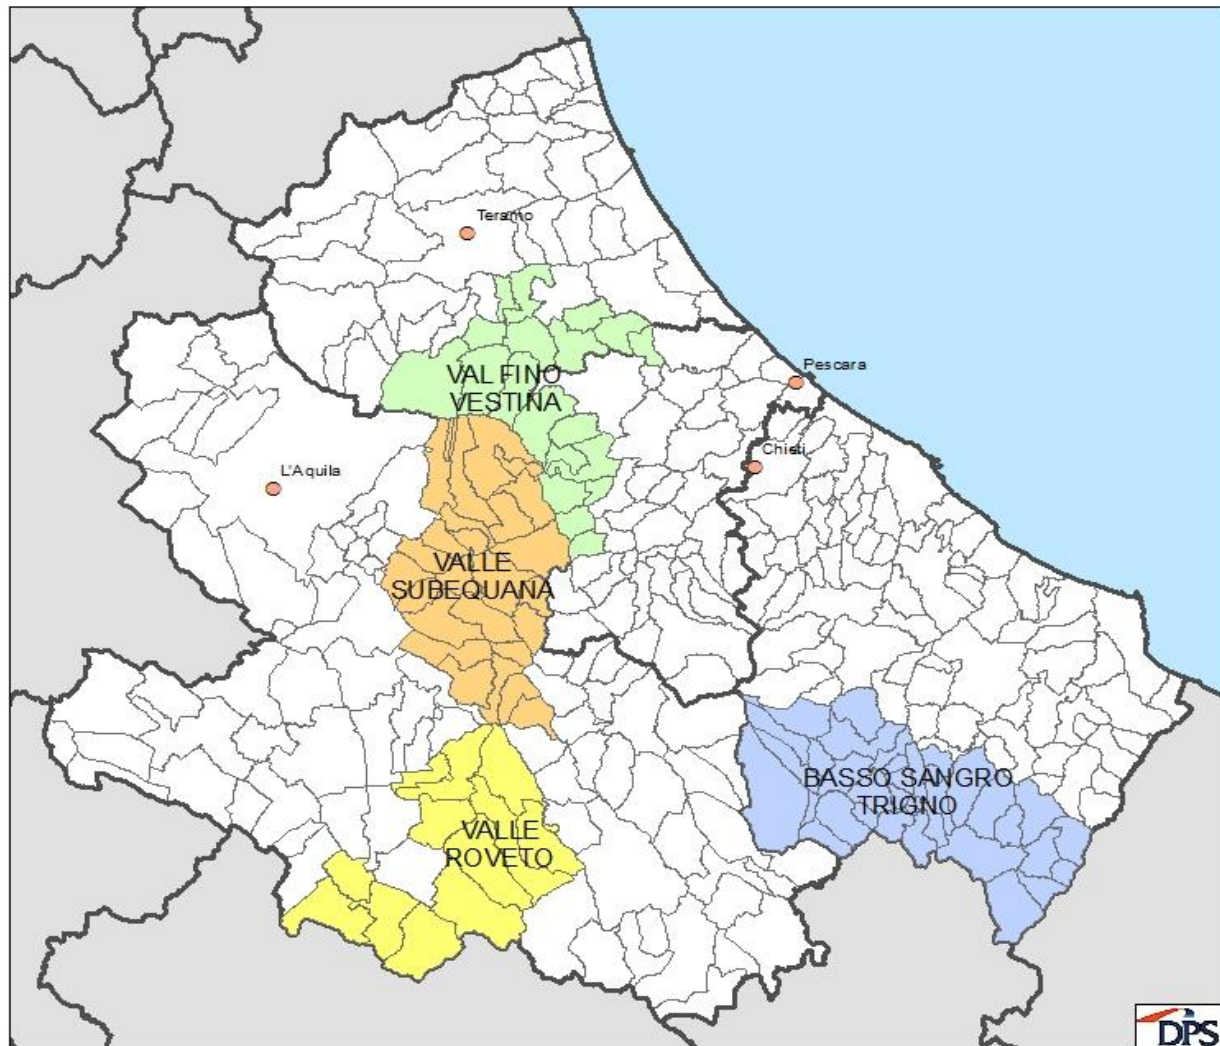 Teramo
Pescara
VAL FINO
VESTINA
Chieti
L'Aquila
VALLE
SUBEQUANA
BASSO SANGRO
TRIGNO
VALLE
ROVETO
DPS